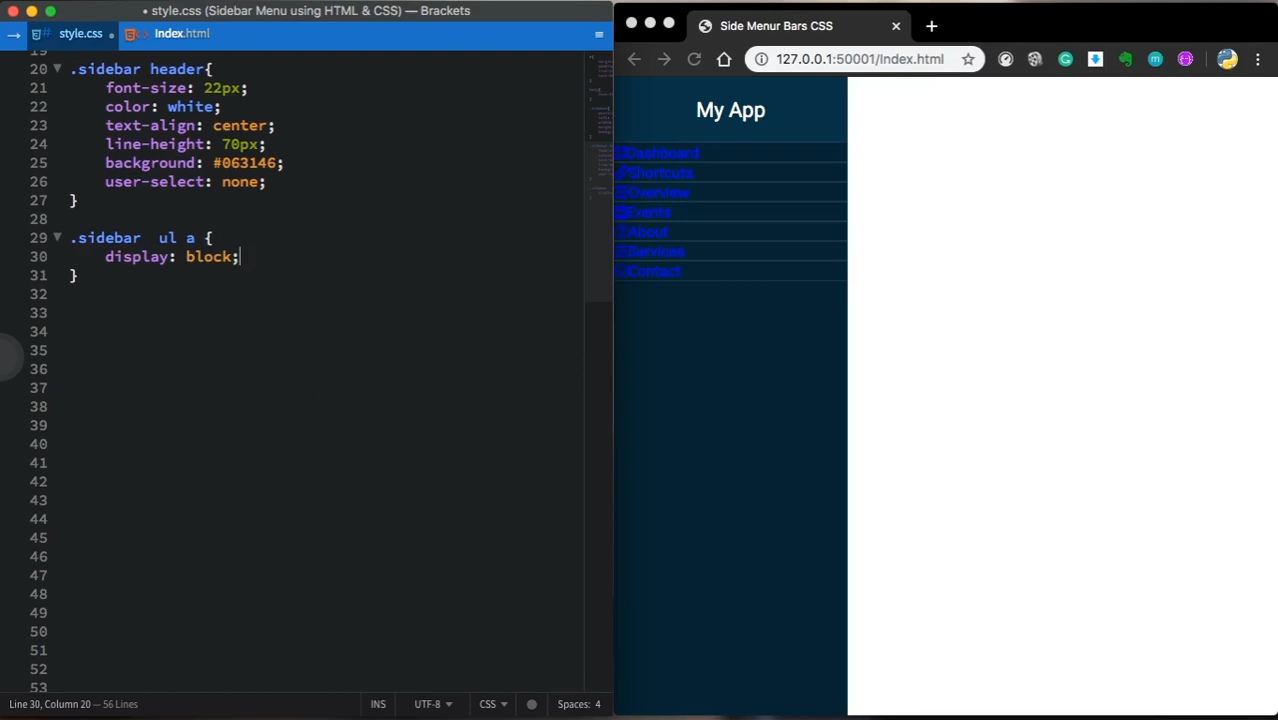 • style.css (Sidebar Menu using HTML & CSS) — Brackets
style.css
Index.html
19
20 .sidebar header{
21 font-size: 22px;
22 color: white;
23 text-align: center;
24 line-height: 70px;
25 background: #063146;
26 user-select: none;
27 }
28
29 .sidebar  ul a {
30 display: block;
31 }
32
33
34
35
36
37
38
39
40
41
42
43
44
45
46
47
48
49
50
51
52
53
Line 30, Column 20 — 56 Lines
INS
UTF-8
CSS
Spaces: 4
Side Menur Bars CSS
127.0.0.1:50001/Index.html
My App
Dashboard
Shortcuts
Overview
Events
About
Services
Contact